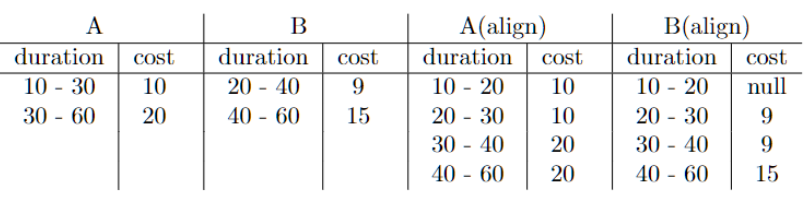 A B A(align) B(align)
duration cost duration cost duration cost duration cost
10 - 30 10 20 - 40 9 10 - 20 10 10 - 20 null
30 - 60 20 40 - 60 15 20 - 30 10 20 - 30 9
30 - 40 20 30 - 40 9
40 - 60 20 40 - 60 15